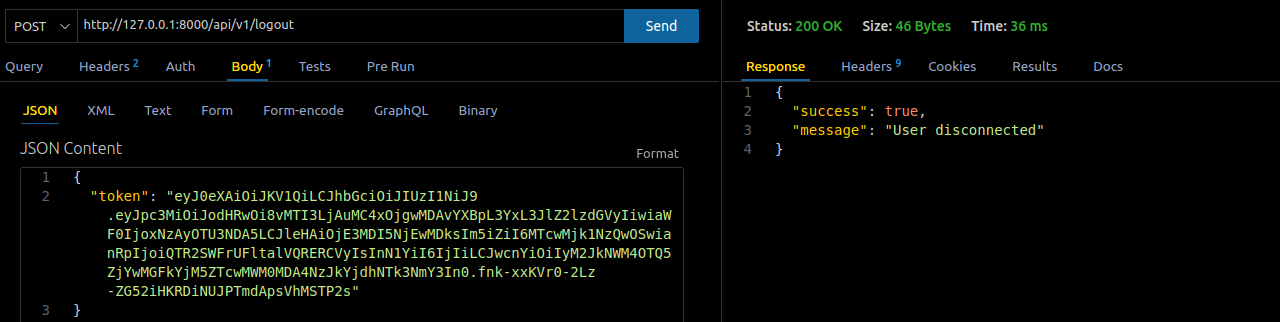 POST http://127.0.0.1:8000/api/v1/logout Send
Query Headers 2 Auth Body 1 Tests Pre Run
JSON XML Text Form Form-encode GraphQL Binary
JSON Content
Format
1 {
2 "token": "eyJ0eXAiOiJKV1QiLCJhbGciOiJIUzI1NiJ9
.eyJpc3MiOiJodHRwOi8vMTI3LjAuMC4xOjgwMDAvYXBpL3YxL3JlZ2lzdGVyIiwiaW
F0IjoxNzAyOTU3NDA5LCJleHAiOjE3MDI5NjEwMDksIm5iZiI6MTcwMjk1NzQwOSwia
nRpIjoiQTR2SWFrUFltalVQRERCVyIsInN1YiI6IjIiLCJwcnYiOiIyM2JkNWM4OTQ5
ZjYwMGFkYjM5ZTcwMWM0MDA4NzJkYjdhNTk3NmY3In0.fnk-xxKVr0-2Lz
-ZG52iHKRDiNUJPTmdApsVhMSTP2s"
3 }
Status: 200 OK Size: 46 Bytes Time: 36 ms
Response Headers 9 Cookies Results Docs
1 {
2 "success": true,
3 "message": "User disconnected"
4 }